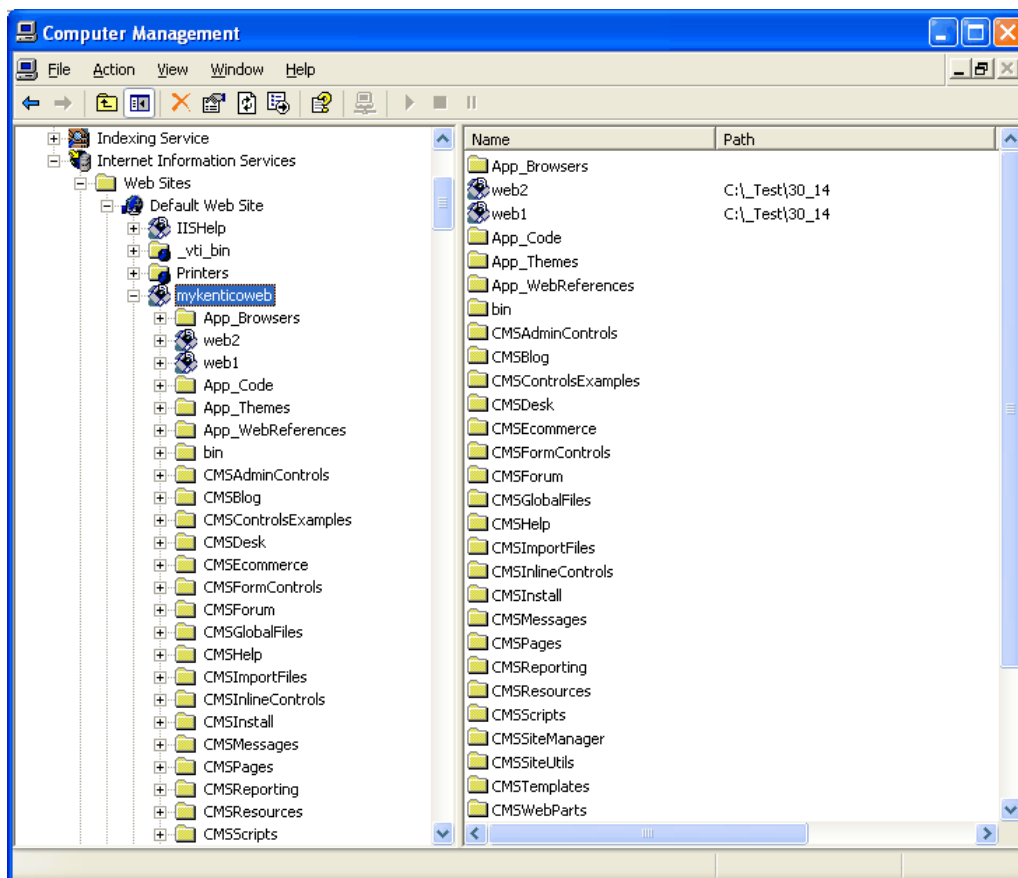 Computer Management
File Action View Window Help
Indexing Service
Internet Information Services
Web Sites
Default Web Site
IISHelp
_vti_bin
Printers
mykenticoweb
App_Browsers
web2
web1
App_Code
App_Themes
App_WebReferences
bin
CMSAdminControls
CMSBlog
CMSControlsExamples
CMSDesk
CMSEcommerce
CMSFormControls
CMSForum
CMSGlobalFiles
CMSHelp
CMSImportFiles
CMSInlineControls
CMSInstall
CMSMessages
CMSPages
CMSReporting
CMSResources
CMSScripts
Name Path
App_Browsers
web2 C:\_Test\30_14
web1 C:\_Test\30_14
App_Code
App_Themes
App_WebReferences
bin
CMSAdminControls
CMSBlog
CMSControlsExamples
CMSDesk
CMSEcommerce
CMSFormControls
CMSForum
CMSGlobalFiles
CMSHelp
CMSImportFiles
CMSInlineControls
CMSInstall
CMSMessages
CMSPages
CMSReporting
CMSResources
CMSScripts
CMSSiteManager
CMSSiteUtils
CMSTemplates
CMSWebParts